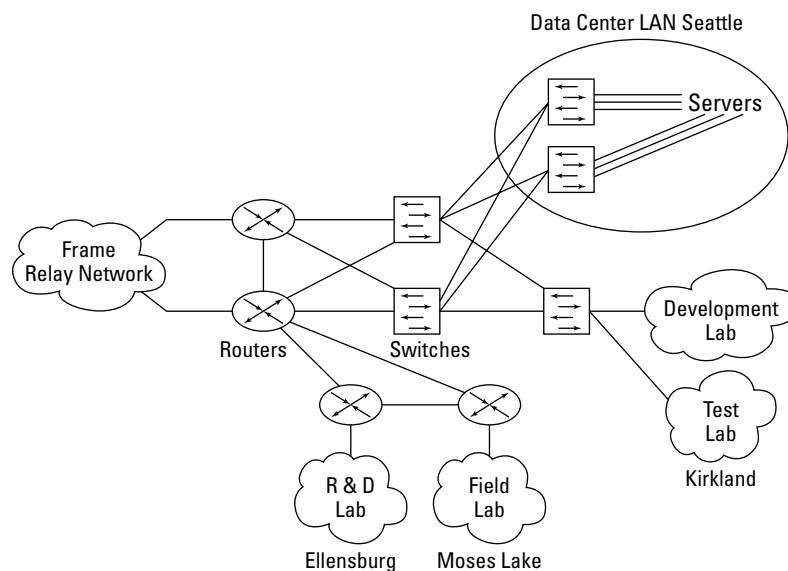 Data Center LAN Seattle
Servers
Frame
Relay Network
Routers
Switches
Development
Lab
Test
Lab
Kirkland
R & D
Lab
Field
Lab
Ellensburg
Moses Lake